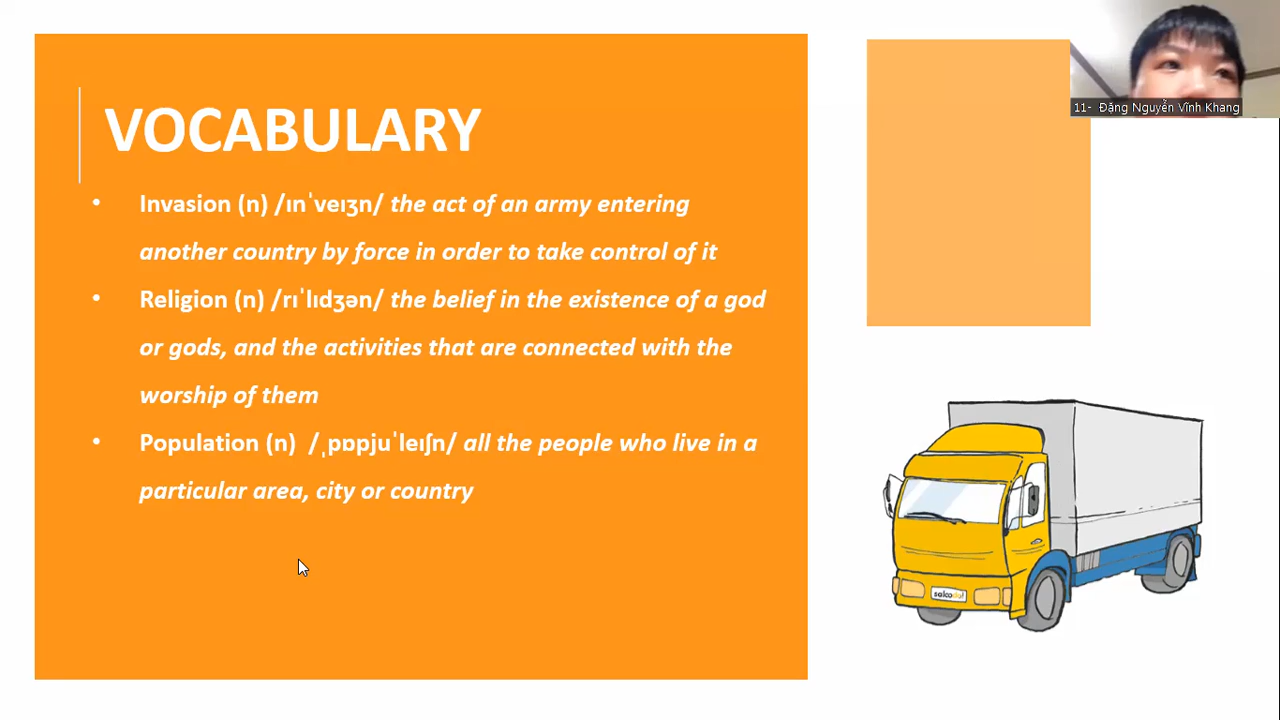 VOCABULARY
• Invasion (n) /ɪnˈveɪʒn/ the act of an army entering
another country by force in order to take control of it
• Religion (n) /rɪˈlɪdʒən/ the belief in the existence of a god
or gods, and the activities that are connected with the
worship of them
• Population (n) /ˌpɒpjuˈleɪʃn/ all the people who live in a
particular area, city or country
11- Đặng Nguyễn Vĩnh Khang